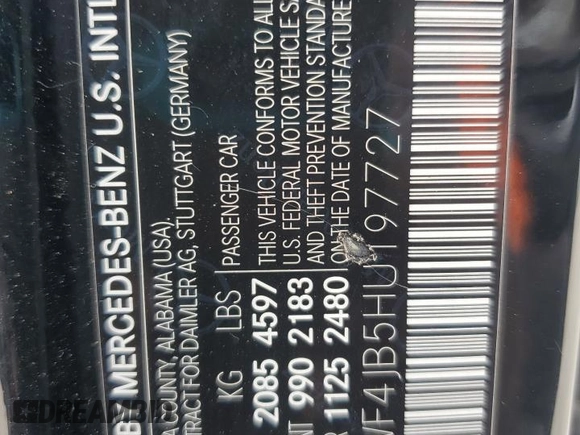 MERCEDES-BENZ U.S. INTL
COUNTY, ALABAMA (USA),
TRACT FOR DAIMLER AG, STUTTGART (GERMANY)
KG LBS PASSENGER CAR
2085 4597 THIS VEHICLE CONFORMS TO ALL
990 2183 U.S. FEDERAL MOTOR VEHICLE
1125 2480 AND THEFT PREVENTION STANDA
ON THE DATE OF MANUFACTURE
F4JB5HU197727
DREAMBID